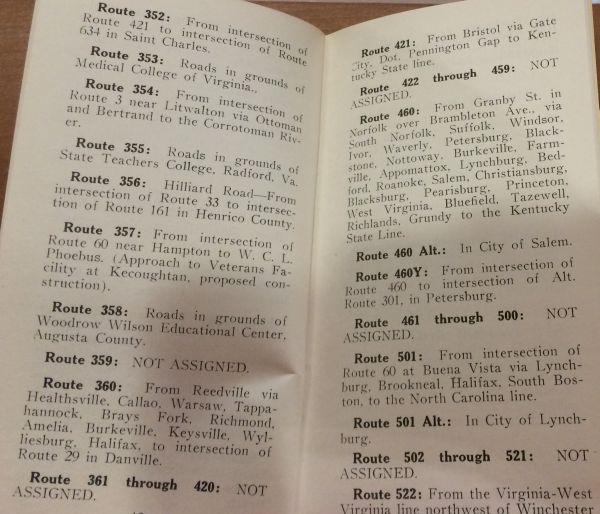 Route 352: From intersection of
Route 421 to intersection of Route
634 in Saint Charles.
Route 353: Roads in grounds of
Medical College of Virginia..
Route 354: From intersection of
Route 3 near Litwalton via Ottoman
and Bertrand to the Corrotoman Riv-
er.
Route 355: Roads in grounds of
State Teachers College, Radford, Va.
Route 356: Hilliard Road—From
intersection of Route 33 to intersec-
tion of Route 161 in Henrico County.
Route 357: From intersection of
Route 60 near Hampton to W. C. L.
Phoebus. (Approach to Veterans Fa-
cility at Kecoughtan, proposed con-
struction).
Route 358: Roads in grounds of
Woodrow Wilson Educational Center,
Augusta County.
Route 359: NOT ASSIGNED.
Route 360: From Reedville via
Healthsville, Callao, Warsaw, Tappa-
hannock, Brays Fork, Richmond,
Amelia, Burkeville, Keysville, Wyl-
liesburg, Halifax, to intersection of
Route 29 in Danville.
Route 361 through 420: NOT
ASSIGNED.
Route 421: From Bristol via Gate
City, Dot, Pennington Gap to Ken-
tucky State line.
Route 422 through 459: NOT
ASSIGNED.
Route 460: From Granby St. in
Norfolk over Brambleton Ave., via
South Norfolk, Suffolk, Windsor,
Ivor, Waverly, Petersburg, Black-
stone, Nottoway, Burkeville, Farm-
ville, Appomattox, Lynchburg, Bed-
ford, Roanoke, Salem, Christiansburg,
Blacksburg, Pearisburg, Princeton,
West Virginia, Bluefield, Tazewell,
Richlands, Grundy to the Kentucky
State Line.
Route 460 Alt.: In City of Salem.
Route 460Y: From intersection of
Route 460 to intersection of Alt.
Route 301, in Petersburg.
Route 461 through 500: NOT
ASSIGNED.
Route 501: From intersection of
Route 60 at Buena Vista via Lynch-
burg, Brookneal, Halifax, South Bos-
ton, to the North Carolina line.
Route 501 Alt.: In City of Lynch-
burg.
Route 502 through 521: NOT
ASSIGNED.
Route 522: From the Virginia-West
Virginia line northwest of Winchester